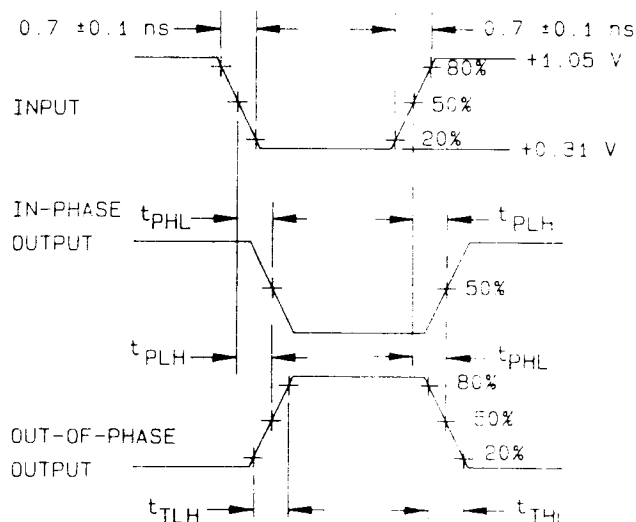 0.7 ±0.1 ns
0.7 ±0.1 ns
80%
+1.05 V
INPUT
50%
20%
+0.31 V
IN-PHASE
OUTPUT
tPHL
tPLH
50%
tPLH
tPHL
80%
OUT-OF-PHASE
OUTPUT
50%
20%
tTLH
tTHL